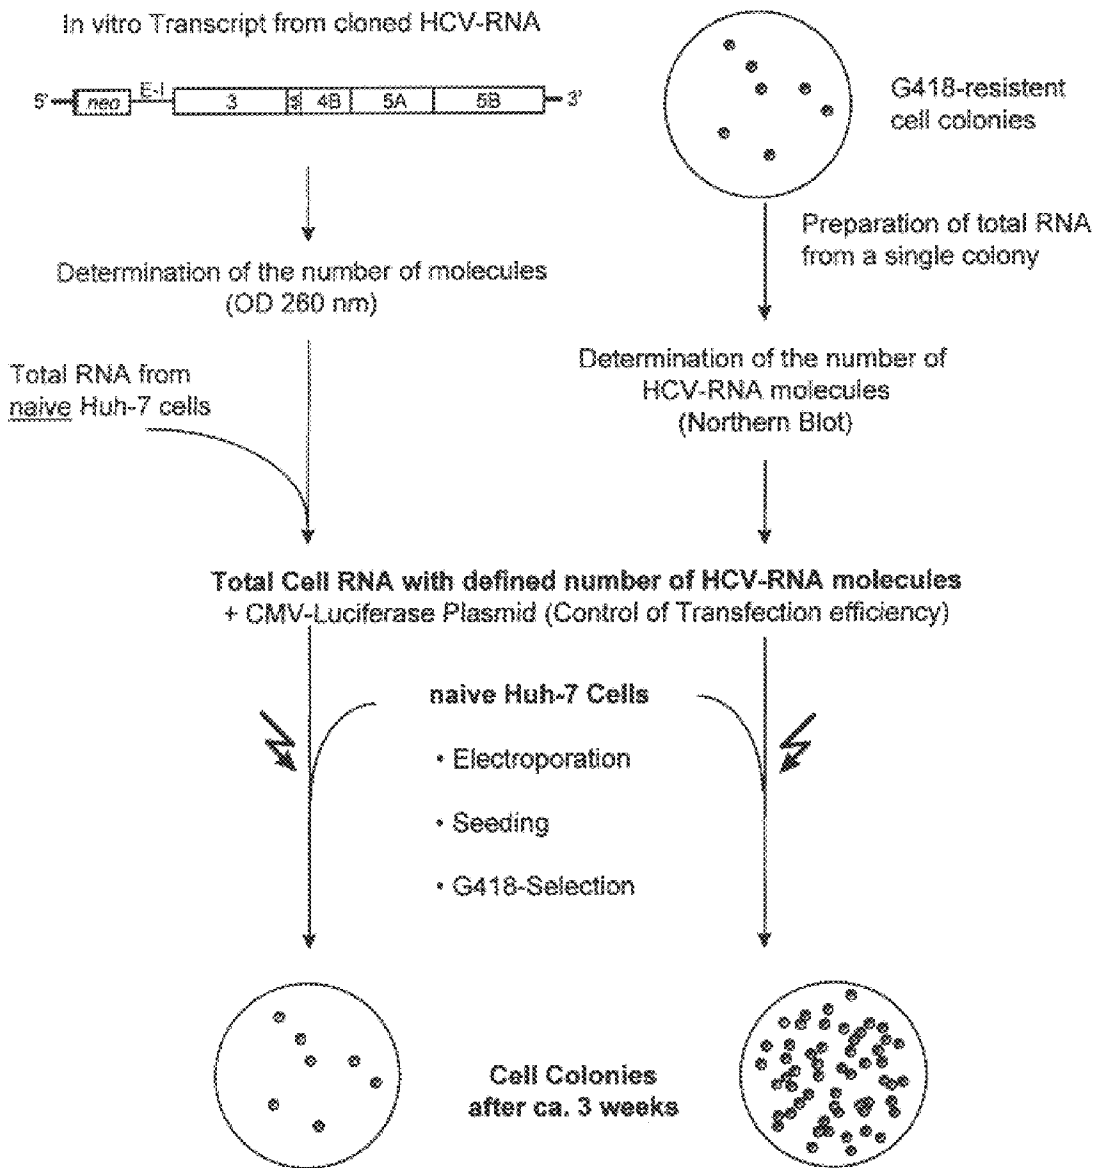 In vitro Transcript from cloned HCV-RNA
5' neo E-I 3 4B 5A 5B 3'
G418-resistent
cell colonies
Preparation of total RNA
from a single colony
Determination of the number of molecules
(OD 260 nm)
Total RNA from
naive Huh-7 cells
Determination of the number of
HCV-RNA molecules
(Northern Blot)
Total Cell RNA with defined number of HCV-RNA molecules
+ CMV-Luciferase Plasmid (Control of Transfection efficiency)
naive Huh-7 Cells
• Electroporation
• Seeding
• G418-Selection
Cell Colonies
after ca. 3 weeks